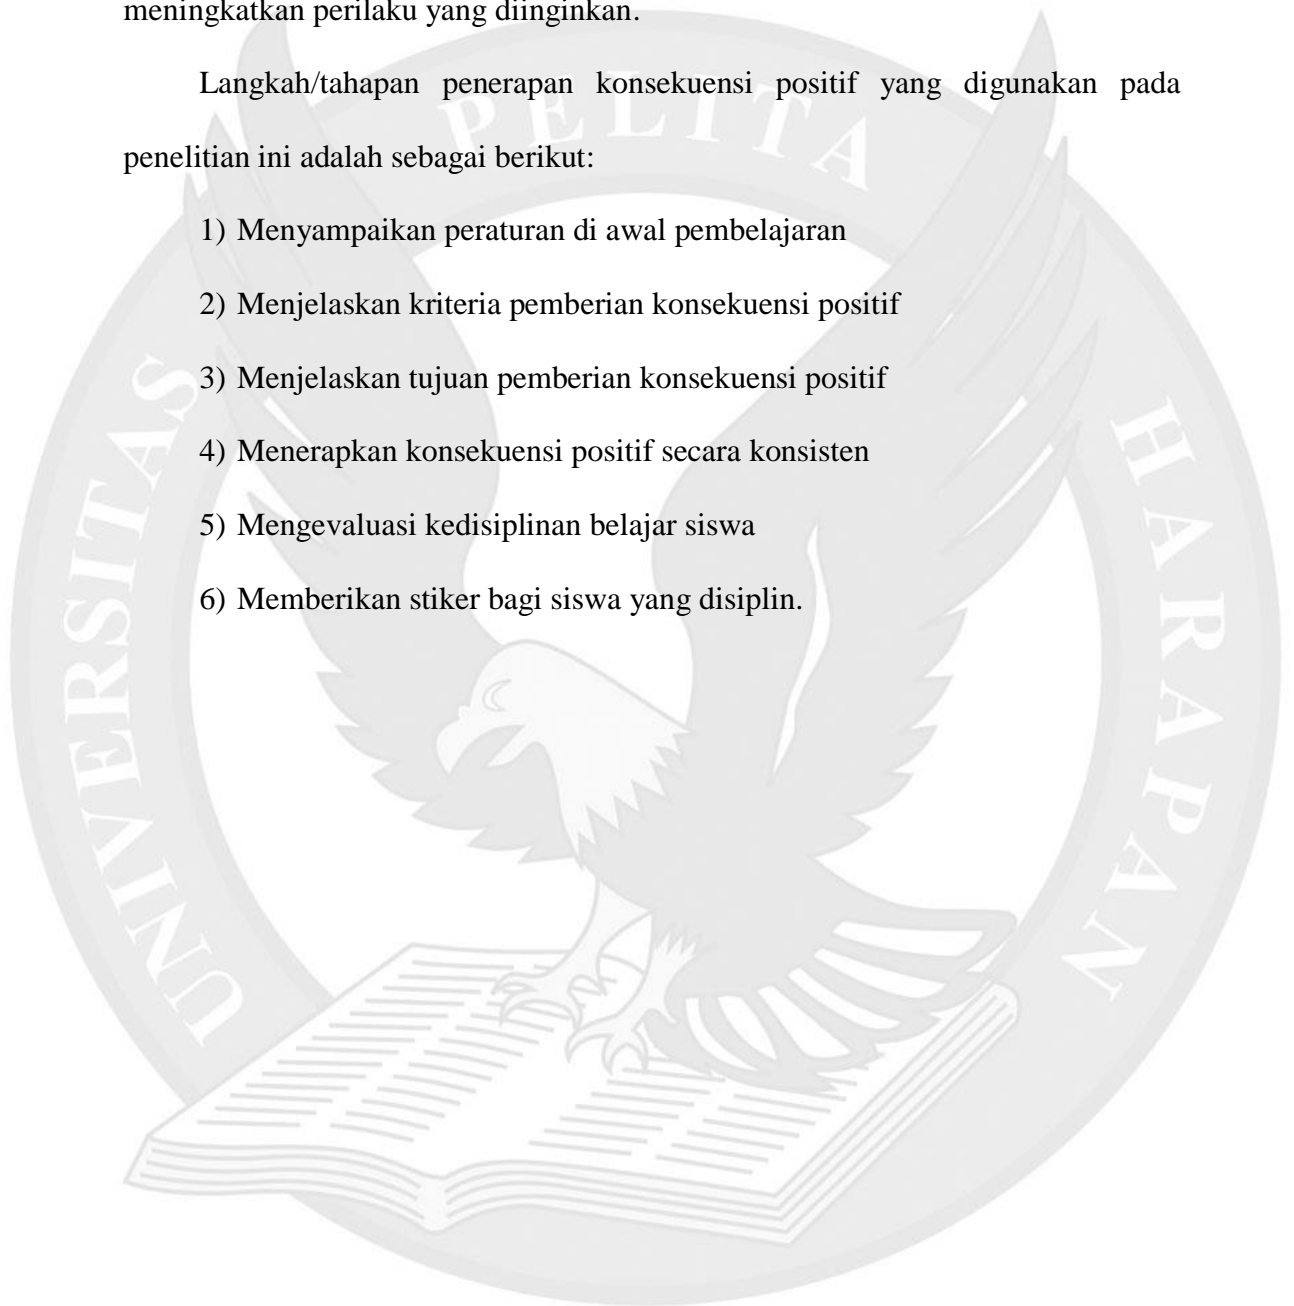 meningkatkan perilaku yang diinginkan.
Langkah/tahapan penerapan konsekuensi positif yang digunakan pada
penelitian ini adalah sebagai berikut:
1) Menyampaikan peraturan di awal pembelajaran
2) Menjelaskan kriteria pemberian konsekuensi positif
3) Menjelaskan tujuan pemberian konsekuensi positif
4) Menerapkan konsekuensi positif secara konsisten
5) Mengevaluasi kedisiplinan belajar siswa
6) Memberikan stiker bagi siswa yang disiplin.
UNIVERSITAS PELITA HARAPAN